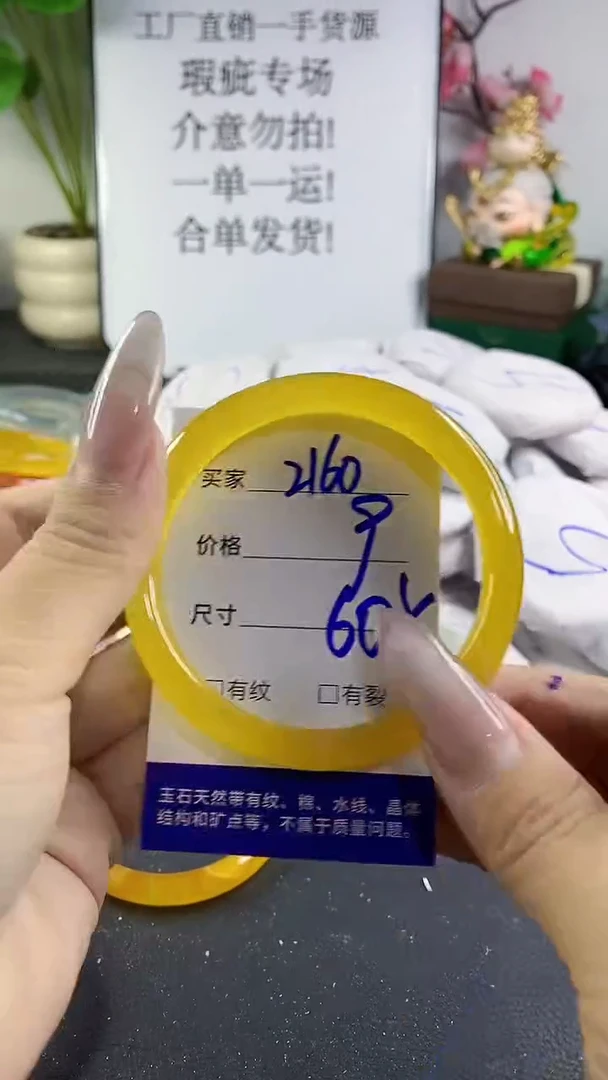 工厂直销一手货源
瑕疵专场
介意勿拍!
一单一运!
合单发货!
买家 2160
价格
尺寸 60
□有纹 □有裂
玉石天然带有纹、棉、水线、晶体
结构和矿点等，不属于质量问题。